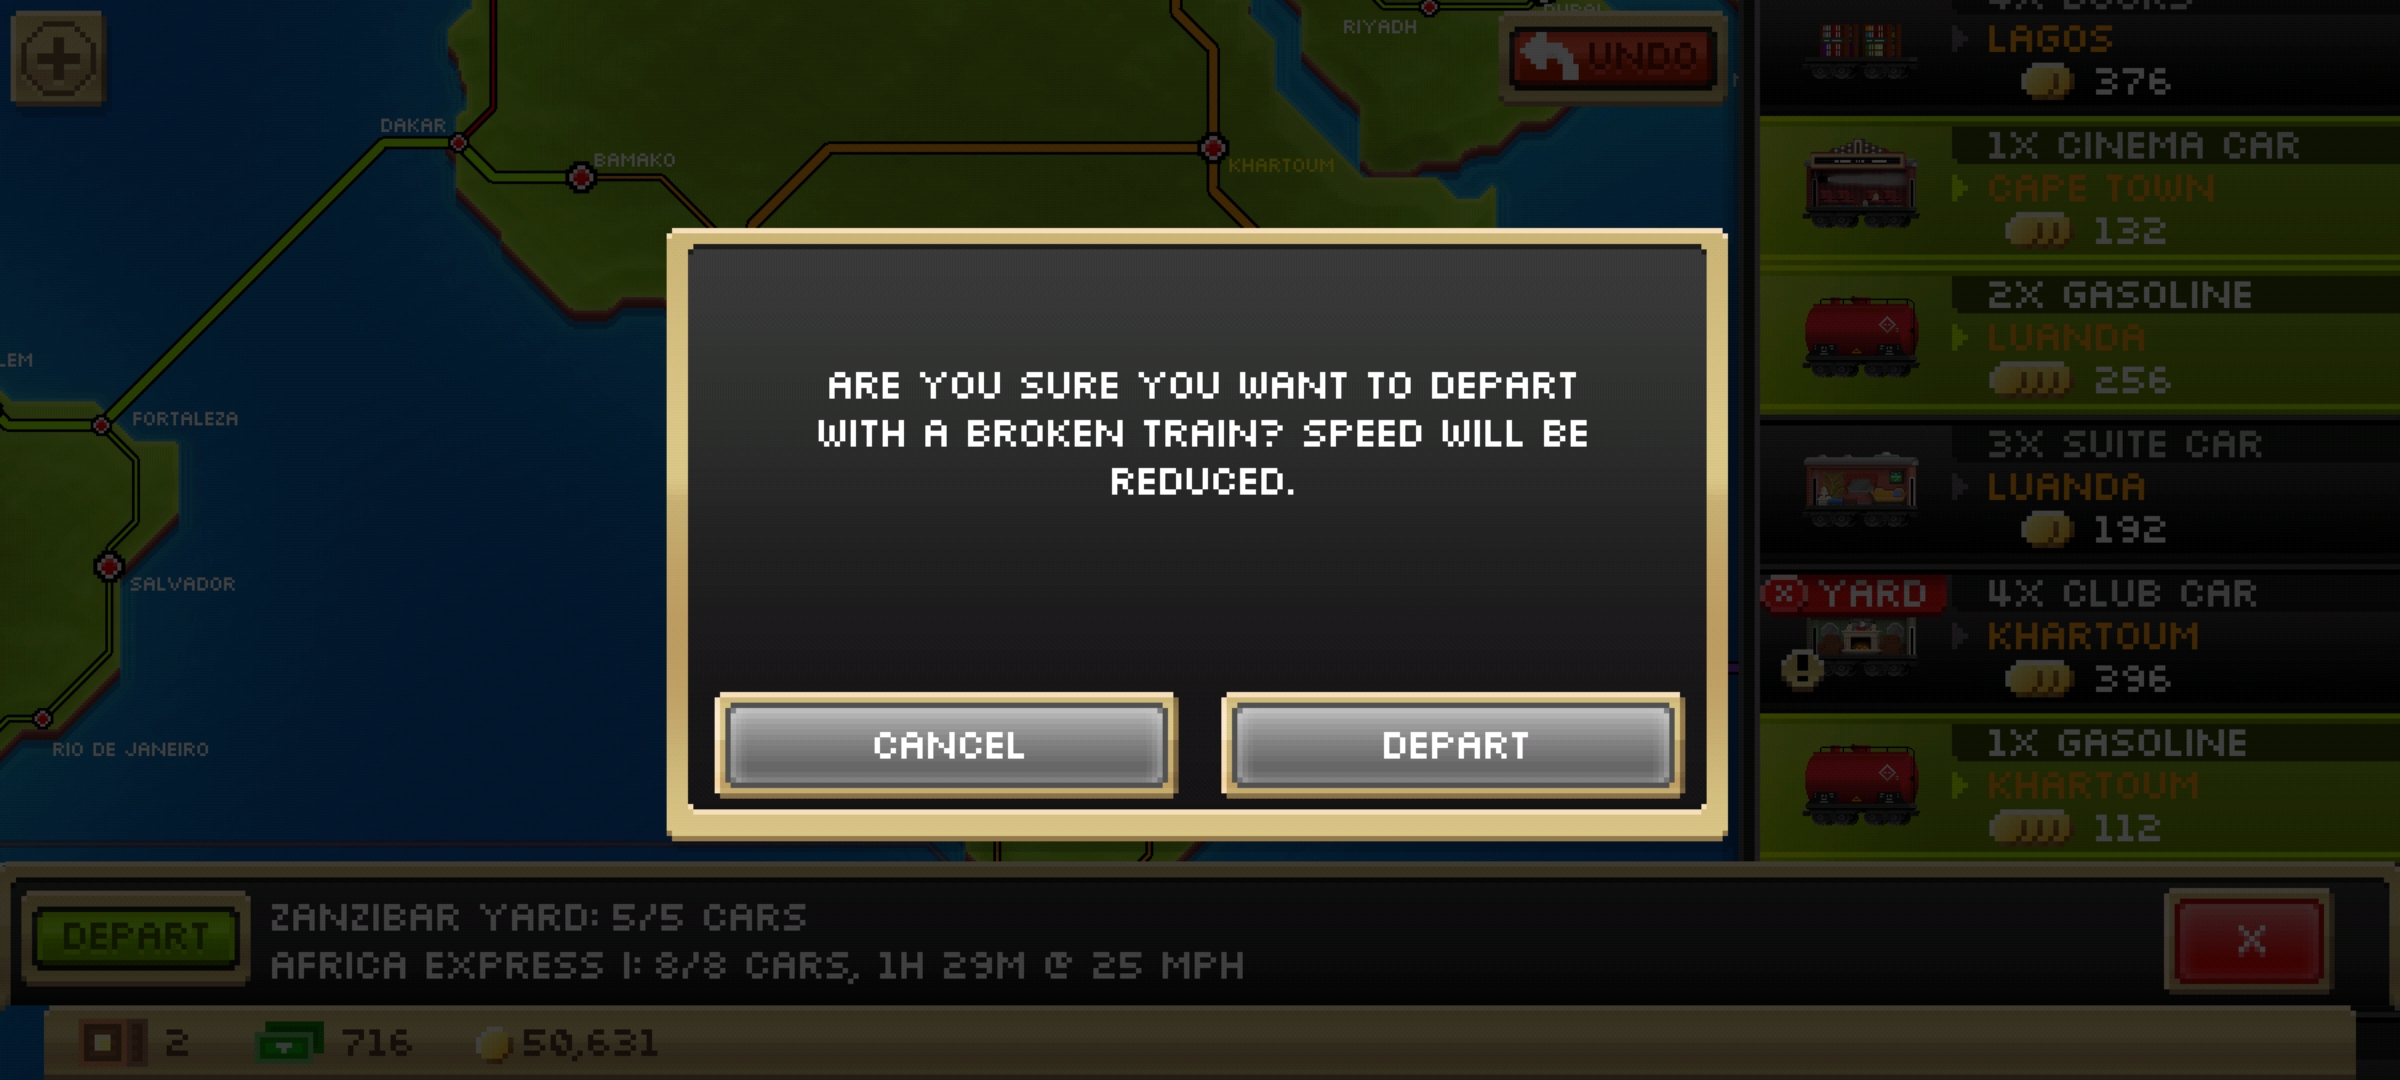 RIYADH
UNDO
DAKAR
BAMAKO
KHARTOUM
LEM
FORTALEZA
SALVADOR
RIO DE JANEIRO
ARE YOU SURE YOU WANT TO DEPART
WITH A BROKEN TRAIN? SPEED WILL BE
REDUCED.
CANCEL
DEPART
LAGOS
376
1X CINEMA CAR
CAPE TOWN
132
2X GASOLINE
LUANDA
256
3X SUITE CAR
LUANDA
192
YARD
4X CLUB CAR
KHARTOUM
396
1X GASOLINE
KHARTOUM
112
DEPART
ZANZIBAR YARD: 5/5 CARS
AFRICA EXPRESS I: 8/8 CARS, 1H 29M @ 25 MPH
X
2
716
50,631